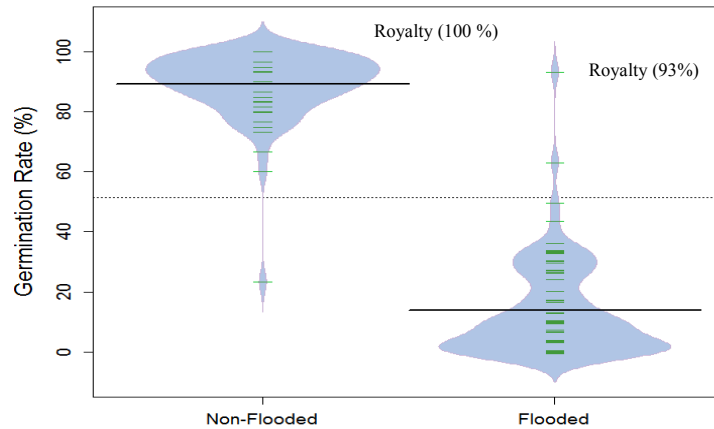 Royalty (100 %)
Royalty (93%)
Germination Rate (%)
100
80
60
40
20
0
Non-Flooded
Flooded